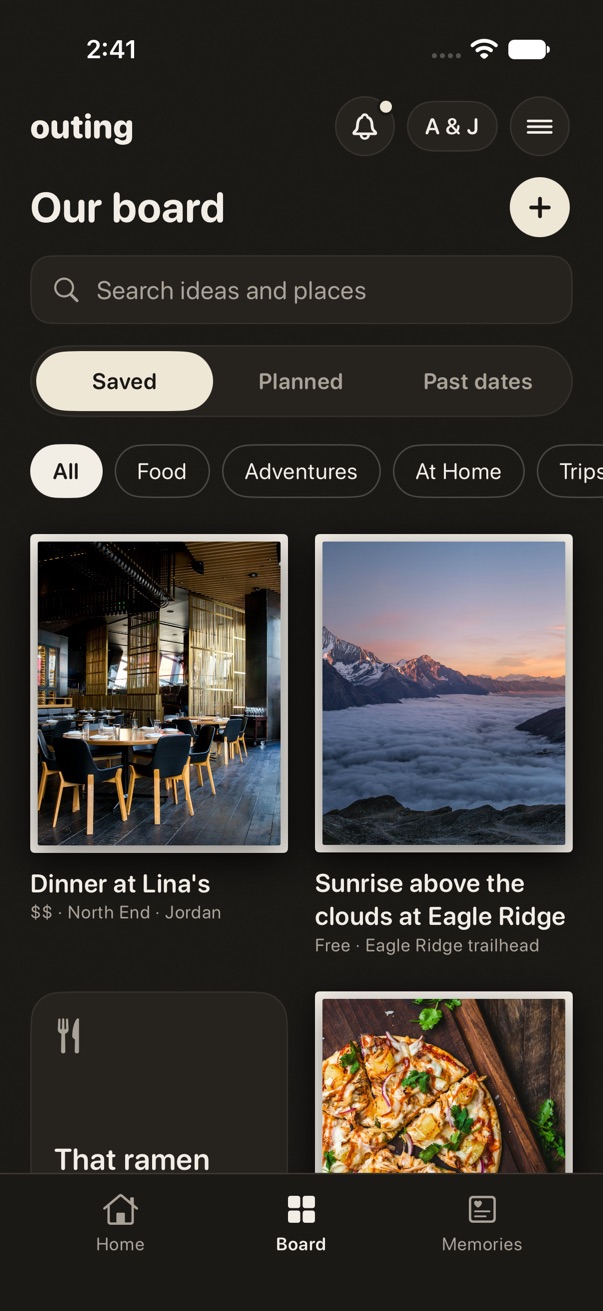 2:41
outing
A & J
Our board
Search ideas and places
Saved
Planned
Past dates
All
Food
Adventures
At Home
Trips
Dinner at Lina's
$$ · North End · Jordan
Sunrise above the
clouds at Eagle Ridge
Free · Eagle Ridge trailhead
That ramen
Home
Board
Memories